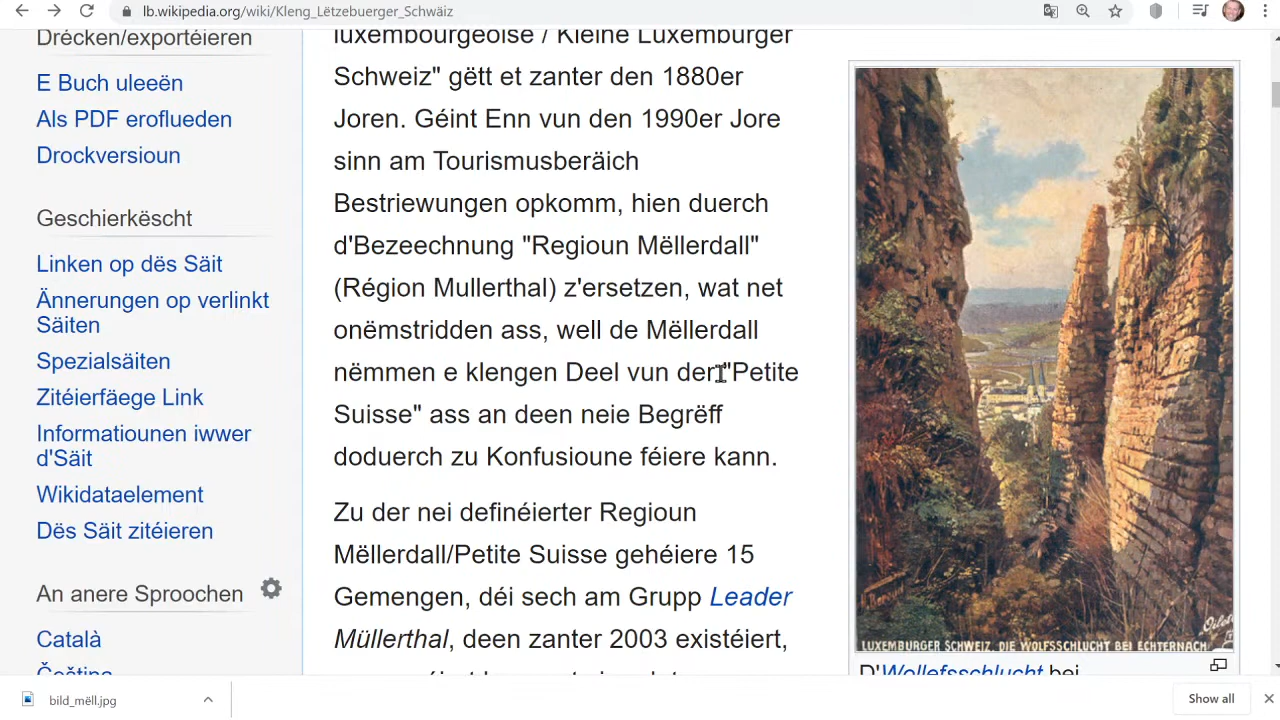 lb.wikipedia.org/wiki/Kleng_Lëtzebuerger_Schwäiz
Drécken/exportéieren
E Buch uleeën
Als PDF eroflueden
Drockversioun
Geschierkëscht
Linken op dës Säit
Ännerungen op verlinkt
Säiten
Spezialsäiten
Zitéierfäege Link
Informatiounen iwwer
d'Säit
Wikidataelement
Dës Säit zitéieren
An anere Sproochen
Català
Čeština
luxembourgeoise / Kleine Luxemburger
Schweiz" gëtt et zanter den 1880er
Joren. Géint Enn vun den 1990er Jore
sinn am Tourismusberäich
Bestriewungen opkomm, hien duerch
d'Bezeechnung "Regioun Mëllerdall"
(Région Mullerthal) z'ersetzen, wat net
onëmstridden ass, well de Mëllerdall
nëmmen e klengen Deel vun der "Petite
Suisse" ass an deen neie Begrëff
doduerch zu Konfusioune féiere kann.
Zu der nei definéierter Regioun
Mëllerdall/Petite Suisse gehéiere 15
Gemengen, déi sech am Grupp Leader
Müllerthal, deen zanter 2003 existéiert,
LUXEMBURGER SCHWEIZ. DIE WOLFSSCHLUCHT BEI ECHTERNACH
D'Wollefsschlucht bei
bild_mëll.jpg
Show all